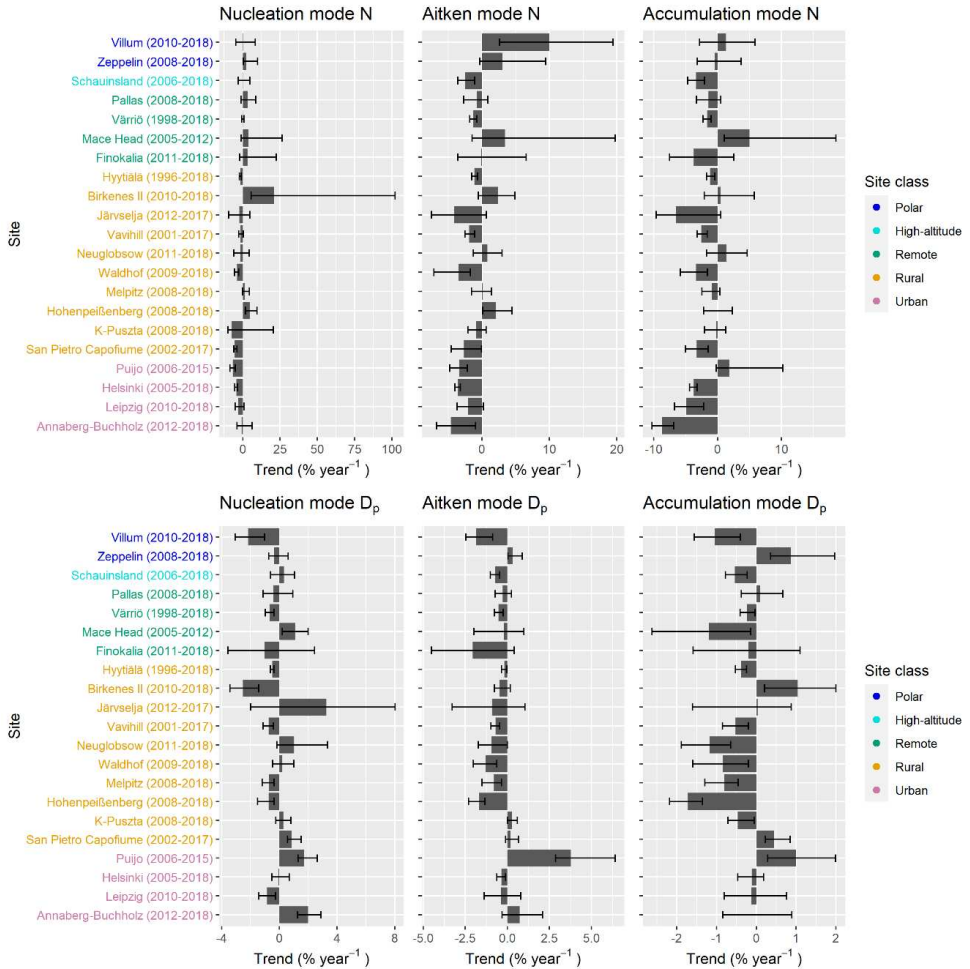 Nucleation mode N
Aitken mode N
Accumulation mode N
Site
Villum (2010-2018)
Zeppelin (2008-2018)
Schauinsland (2006-2018)
Pallas (2008-2018)
Värriö (1998-2018)
Mace Head (2005-2012)
Finokalia (2011-2018)
Hyytiälä (1996-2018)
Birkenes II (2010-2018)
Järvselja (2012-2017)
Vavihill (2001-2017)
Neuglobsow (2011-2018)
Waldhof (2009-2018)
Melpitz (2008-2018)
Hohenpeißenberg (2008-2018)
K-Puszta (2008-2018)
San Pietro Capofiume (2002-2017)
Puijo (2006-2015)
Helsinki (2005-2018)
Leipzig (2010-2018)
Annaberg-Buchholz (2012-2018)
0 25 50 75 100
0 10 20
-10 0 10
Trend (% year⁻¹)
Trend (% year⁻¹)
Trend (% year⁻¹)
Site class
Polar
High-altitude
Remote
Rural
Urban
Nucleation mode Dₚ
Aitken mode Dₚ
Accumulation mode Dₚ
Site
Villum (2010-2018)
Zeppelin (2008-2018)
Schauinsland (2006-2018)
Pallas (2008-2018)
Värriö (1998-2018)
Mace Head (2005-2012)
Finokalia (2011-2018)
Hyytiälä (1996-2018)
Birkenes II (2010-2018)
Järvselja (2012-2017)
Vavihill (2001-2017)
Neuglobsow (2011-2018)
Waldhof (2009-2018)
Melpitz (2008-2018)
Hohenpeißenberg (2008-2018)
K-Puszta (2008-2018)
San Pietro Capofiume (2002-2017)
Puijo (2006-2015)
Helsinki (2005-2018)
Leipzig (2010-2018)
Annaberg-Buchholz (2012-2018)
-4 0 4 8
-5.0 -2.5 0.0 2.5 5.0
-2 -1 0 1 2
Trend (% year⁻¹)
Trend (% year⁻¹)
Trend (% year⁻¹)
Site class
Polar
High-altitude
Remote
Rural
Urban